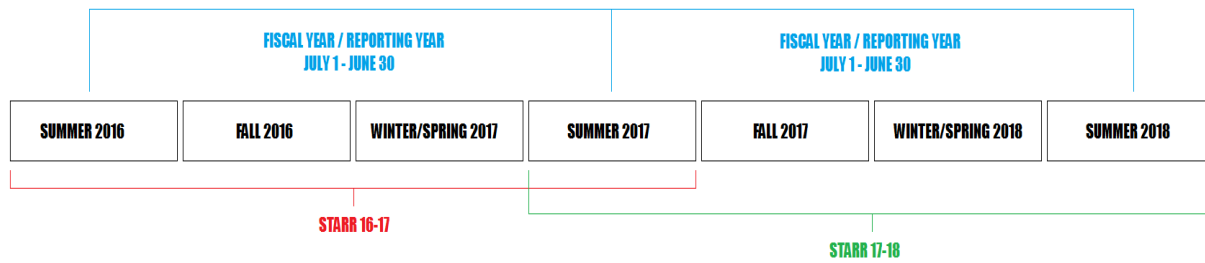 FISCAL YEAR / REPORTING YEAR
JULY 1 - JUNE 30
FISCAL YEAR / REPORTING YEAR
JULY 1 - JUNE 30
SUMMER 2016
FALL 2016
WINTER/SPRING 2017
SUMMER 2017
FALL 2017
WINTER/SPRING 2018
SUMMER 2018
STARR 16-17
STARR 17-18